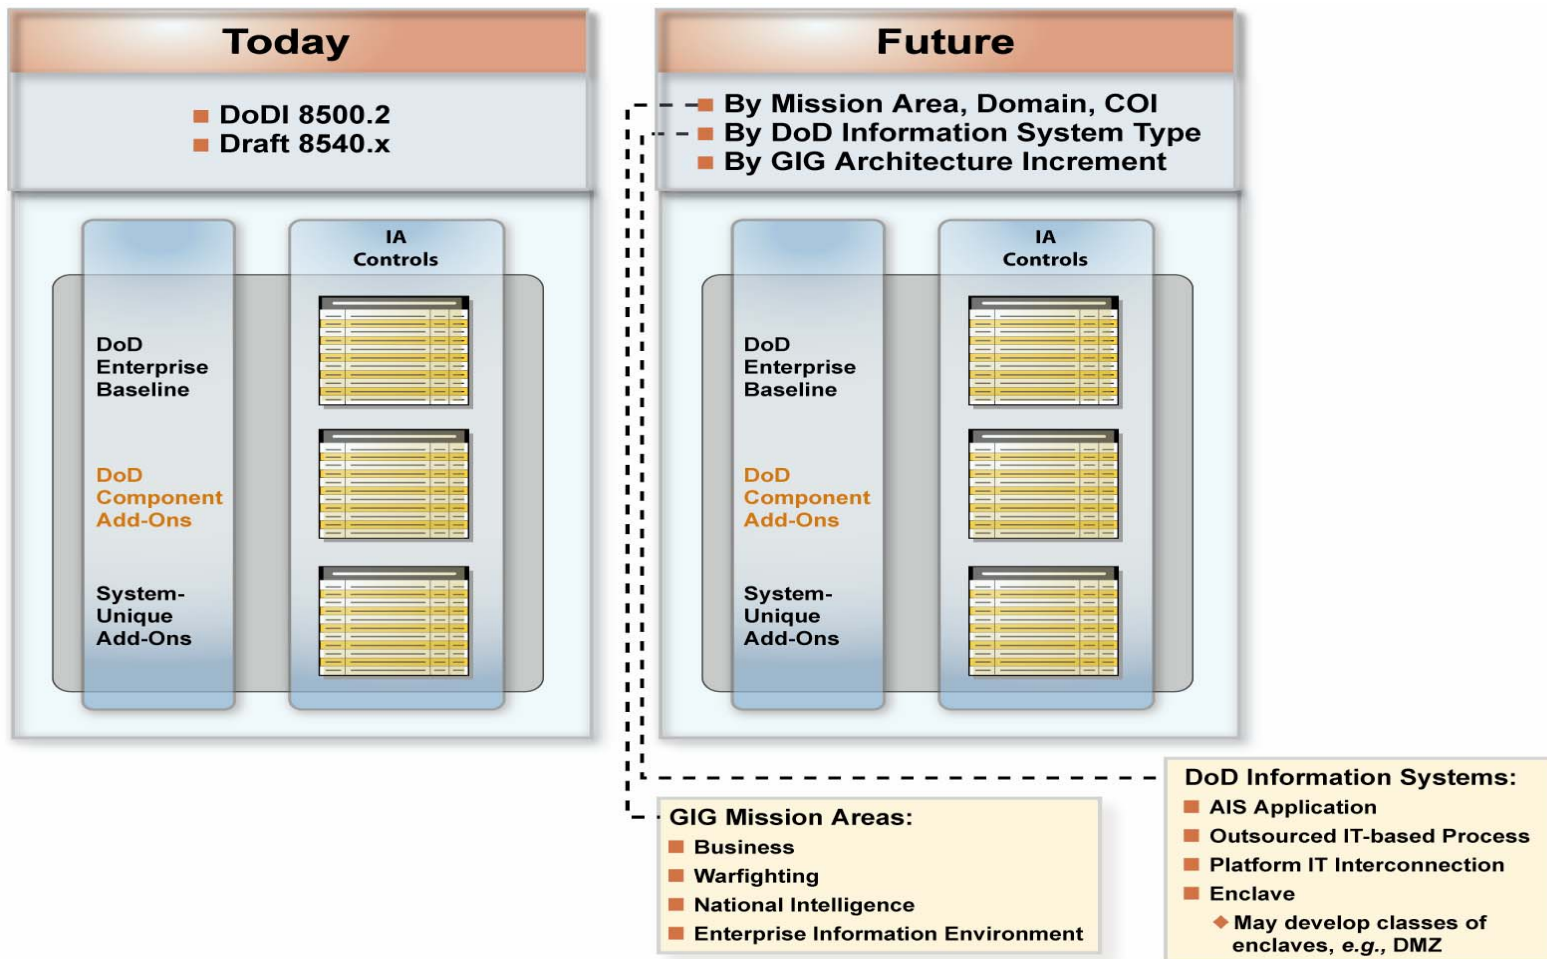 Today
DoDI 8500.2
Draft 8540.x
IA
Controls
DoD
Enterprise
Baseline
DoD
Component
Add-Ons
System-
Unique
Add-Ons
Future
By Mission Area, Domain, COI
By DoD Information System Type
By GIG Architecture Increment
IA
Controls
DoD
Enterprise
Baseline
DoD
Component
Add-Ons
System-
Unique
Add-Ons
GIG Mission Areas:
Business
Warfighting
National Intelligence
Enterprise Information Environment
DoD Information Systems:
AIS Application
Outsourced IT-based Process
Platform IT Interconnection
Enclave
May develop classes of
enclaves, e.g., DMZ